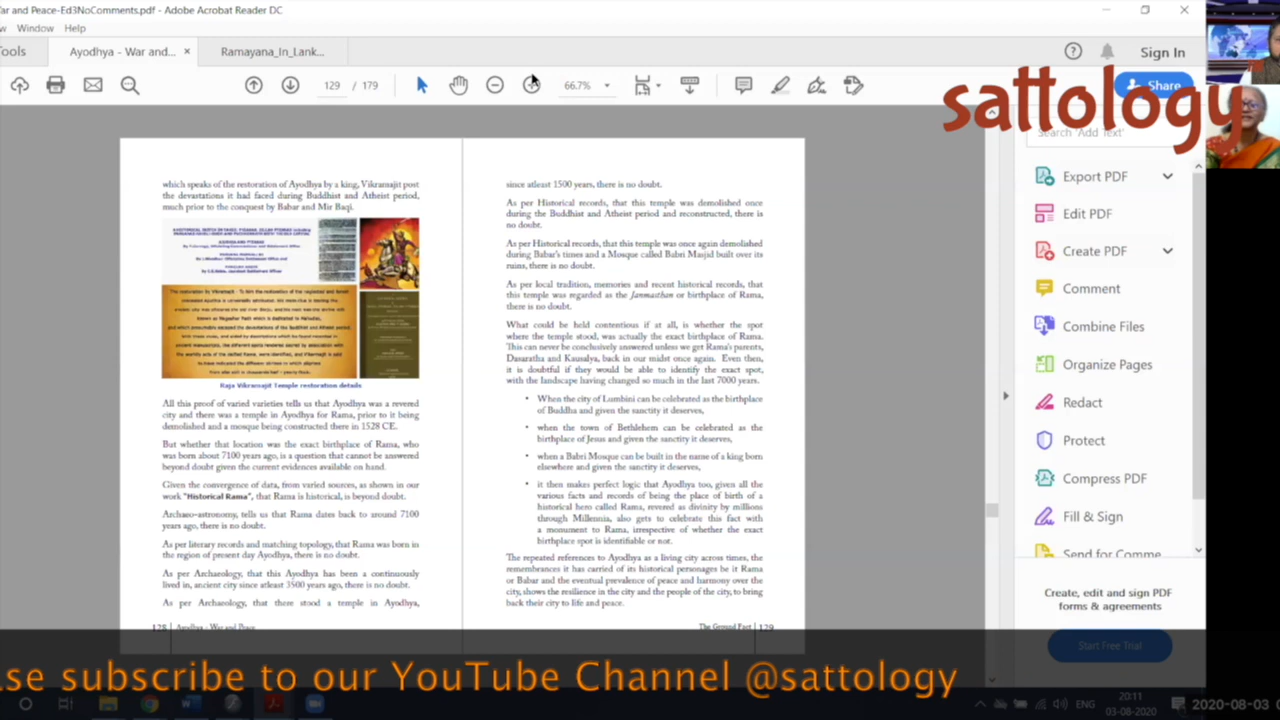 ar and Peace-Ed3NoComments.pdf - Adobe Acrobat Reader DC
w Window Help
Tools
Ayodhya - War and... ×
Ramayana_In_Lank...
Sign In
129 / 179
66.7%
Share
sattology
Search 'Add Text'
which speaks of the restoration of Ayodhya by a king, Vikramajit post
the devastations it had faced during Buddhist and Atheist period,
much prior to the conquest by Babar and Mir Baqi.
Raja Vikramajit Temple restoration details
All this proof of varied varieties tells us that Ayodhya was a revered
city and there was a temple in Ayodhya for Rama, prior to it being
demolished and a mosque being constructed there in 1528 CE.
But whether that location was the exact birthplace of Rama, who
was born about 7100 years ago, is a question that cannot be answered
beyond doubt given the current evidences available on hand.
Given the convergence of data, from varied sources, as shown in our
work "Historical Rama", that Rama is historical, is beyond doubt.
Archaeo-astronomy, tells us that Rama dates back to around 7100
years ago, there is no doubt.
As per literary records and matching topology, that Rama was born in
the region of present day Ayodhya, there is no doubt.
As per Archaeology, that this Ayodhya has been a continuously
lived in, ancient city since atleast 3500 years ago, there is no doubt.
As per Archaeology, that there stood a temple in Ayodhya,
128 | Ayodhya - War and Peace
since atleast 1500 years, there is no doubt.
As per Historical records, that this temple was demolished once
during the Buddhist and Atheist period and reconstructed, there is
no doubt.
As per Historical records, that this temple was once again demolished
during Babar's times and a Mosque called Babri Masjid built over its
ruins, there is no doubt.
As per local tradition, memories and recent historical records, that
this temple was regarded as the Janmasthan or birthplace of Rama,
there is no doubt.
What could be held contentious if at all, is whether the spot
where the temple stood, was actually the exact birthplace of Rama.
This can never be conclusively answered unless we get Rama's parents,
Dasaratha and Kausalya, back in our midst once again. Even then,
it is doubtful if they would be able to identify the exact spot,
with the landscape having changed so much in the last 7000 years.
• When the city of Lumbini can be celebrated as the birthplace
of Buddha and given the sanctity it deserves,
• when the town of Bethlehem can be celebrated as the
birthplace of Jesus and given the sanctity it deserves,
• when a Babri Mosque can be built in the name of a king born
elsewhere and given the sanctity it deserves,
• it then makes perfect logic that Ayodhya too, given all the
various facts and records of being the place of birth of a
historical hero called Rama, revered as divinity by millions
through Millennia, also gets to celebrate this fact with
a monument to Rama, irrespective of whether the exact
birthplace spot is identifiable or not.
The repeated references to Ayodhya as a living city across times, the
remembrances it has carried of its historical personages be it Rama
or Babar and the eventual prevalence of peace and harmony over the
city, shows the resilience in the city and the people of the city, to bring
back their city to life and peace.
The Ground Fact | 129
Export PDF
Edit PDF
Create PDF
Comment
Combine Files
Organize Pages
Redact
Protect
Compress PDF
Fill & Sign
Send for Comme
Create, edit and sign PDF
forms & agreements
Start Free Trial
ase subscribe to our YouTube Channel @sattology
ENG
20:11
03-08-2020
2020-08-03